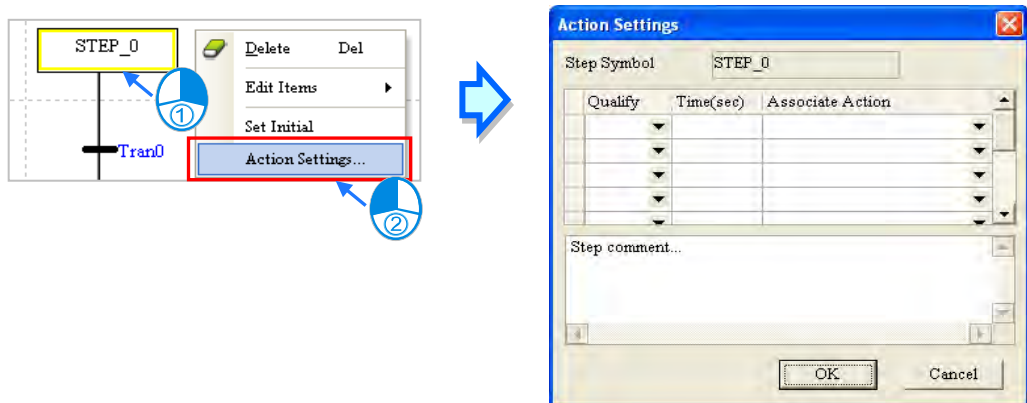 STEP_0
Delete Del
Edit Items
Set Initial
Action Settings...
Tran0
①
②
Action Settings
Step Symbol STEP_0
Qualify Time(sec) Associate Action
Step comment...
OK Cancel